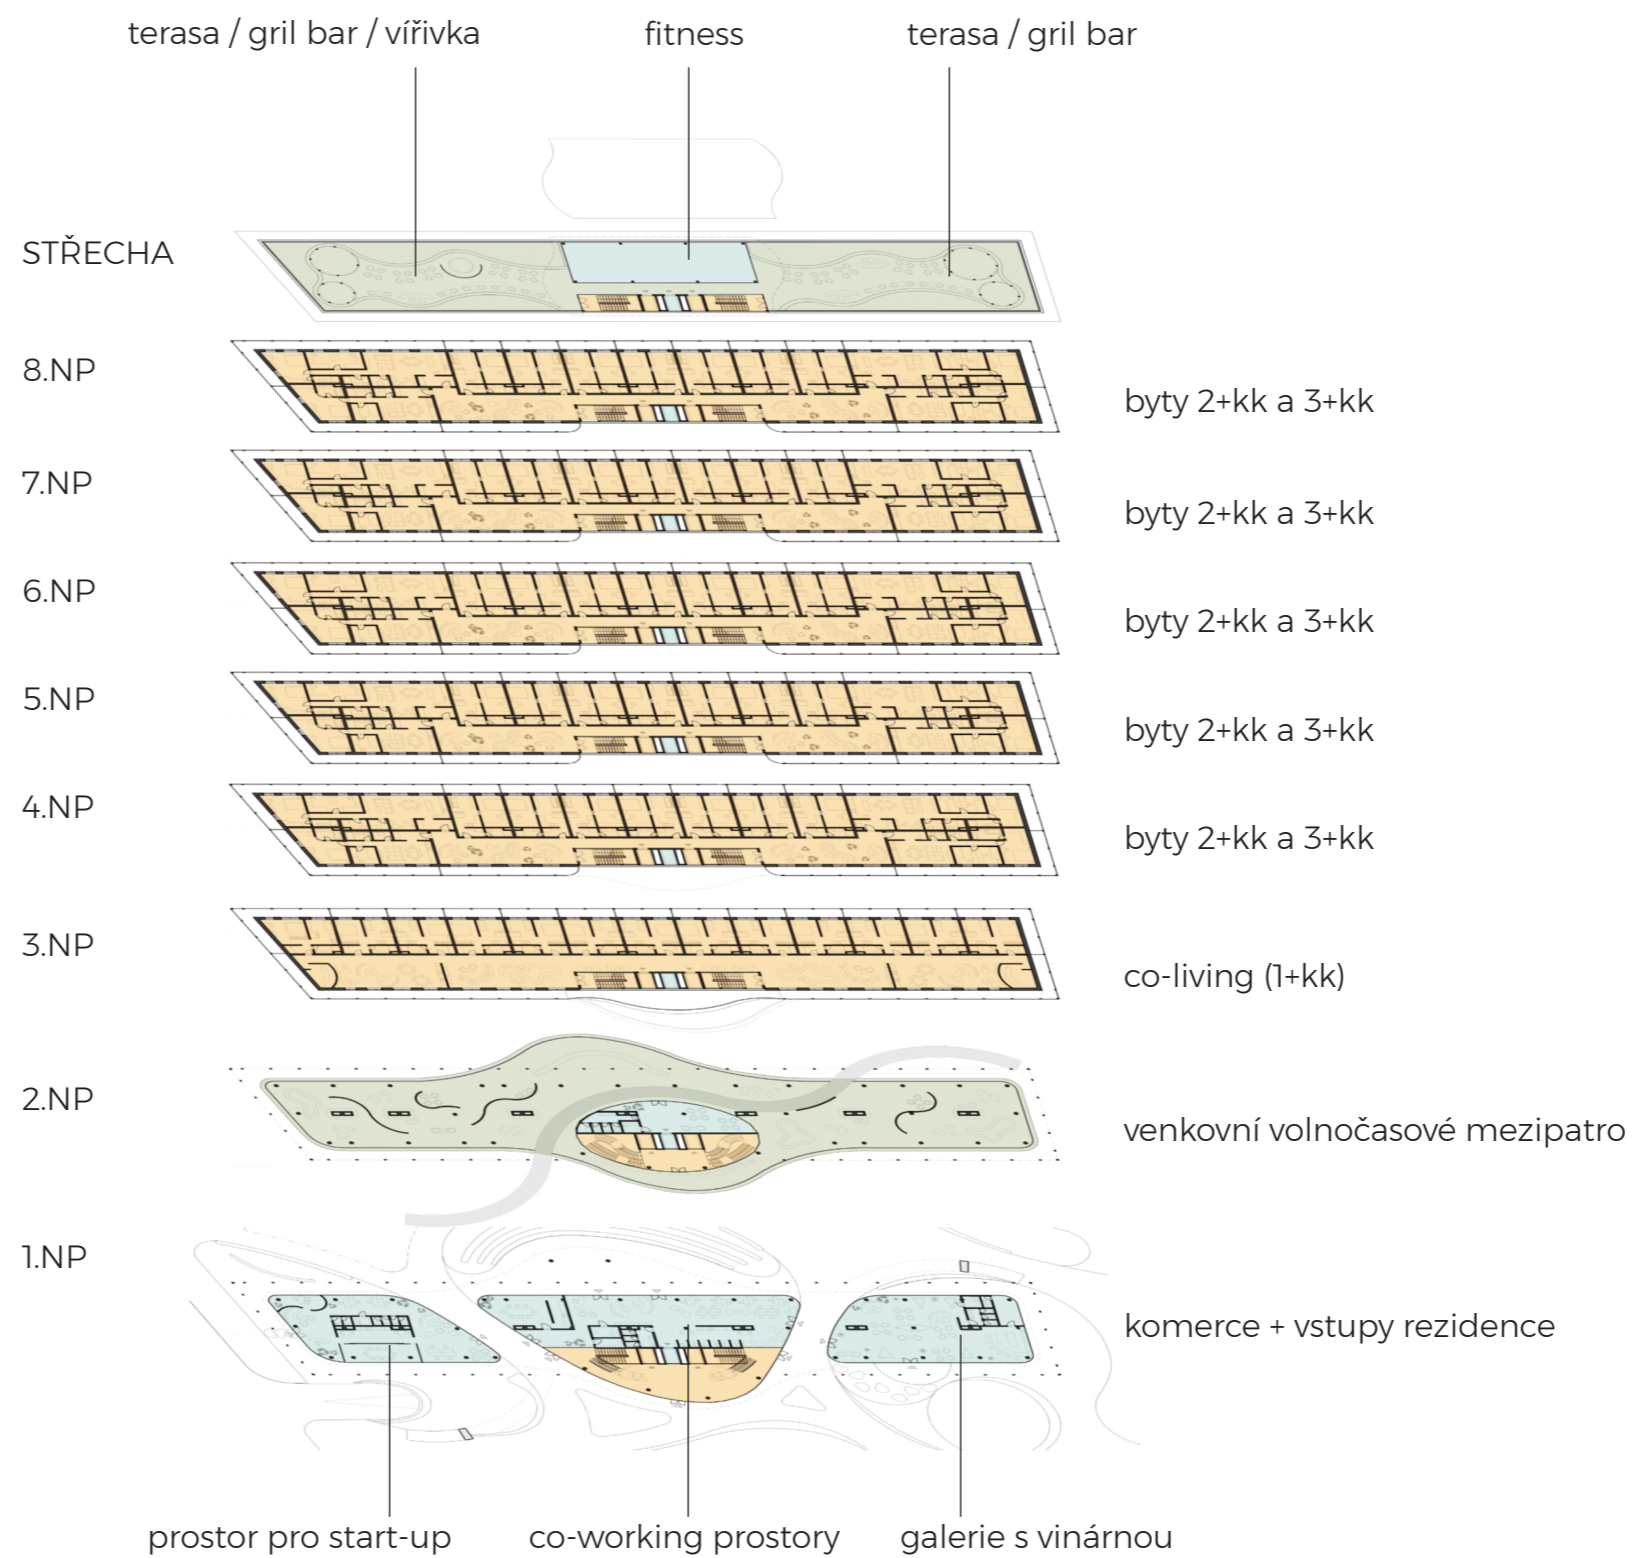 terasa / gril bar / vířivka
fitness
terasa / gril bar
STŘECHA
8.NP
byty 2+kk a 3+kk
7.NP
byty 2+kk a 3+kk
6.NP
byty 2+kk a 3+kk
5.NP
byty 2+kk a 3+kk
4.NP
byty 2+kk a 3+kk
3.NP
co-living (1+kk)
2.NP
venkovní volnočasové mezipatro
1.NP
komerce + vstupy rezidence
prostor pro start-up
co-working prostory
galerie s vinárnou